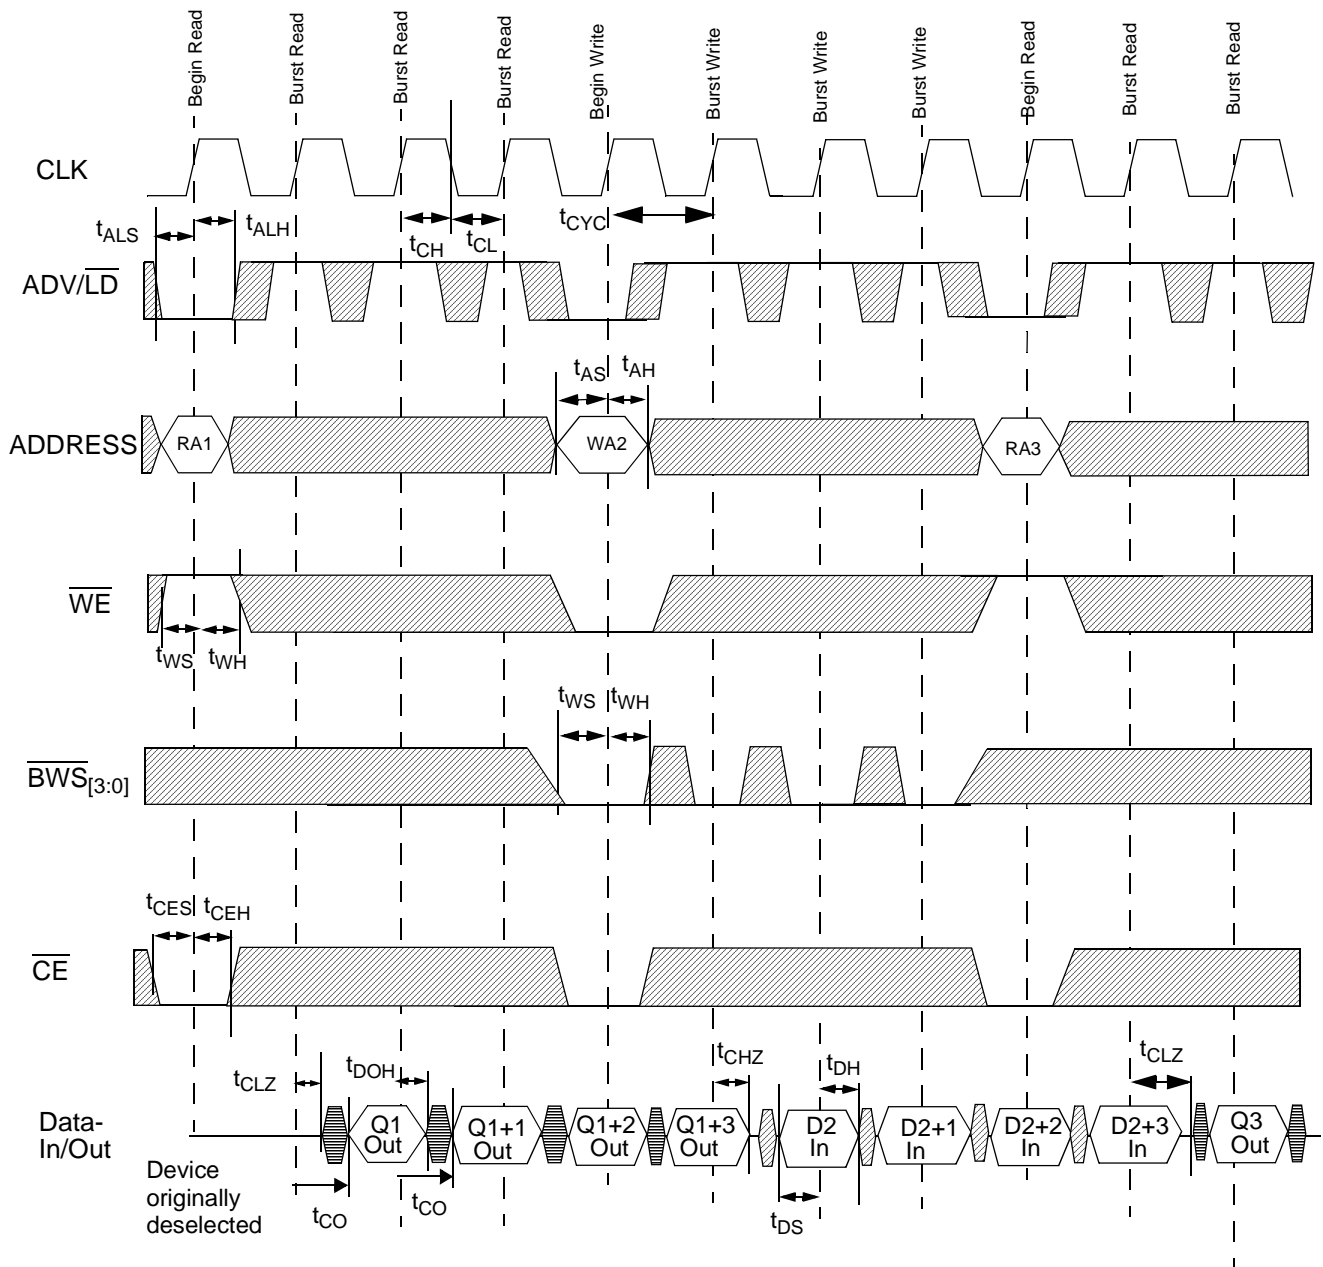 Begin Read
Burst Read
Burst Read
Burst Read
Begin Write
Burst Write
Burst Write
Burst Write
Begin Read
Burst Read
Burst Read
CLK
tALS
tALH
tCH
tCL
tCYC
ADV/LD
tAS
tAH
ADDRESS
RA1
WA2
RA3
WE
tWS
tWH
tWS
tWH
BWS[3:0]
tCES
tCEH
CE
tCLZ
tDOH
tCHZ
tDH
tCLZ
Data-
In/Out
Q1
Out
Q1+1
Out
Q1+2
Out
Q1+3
Out
D2
In
D2+1
In
D2+2
In
D2+3
In
Q3
Out
Device
originally
deselected
tCO
tCO
tDS